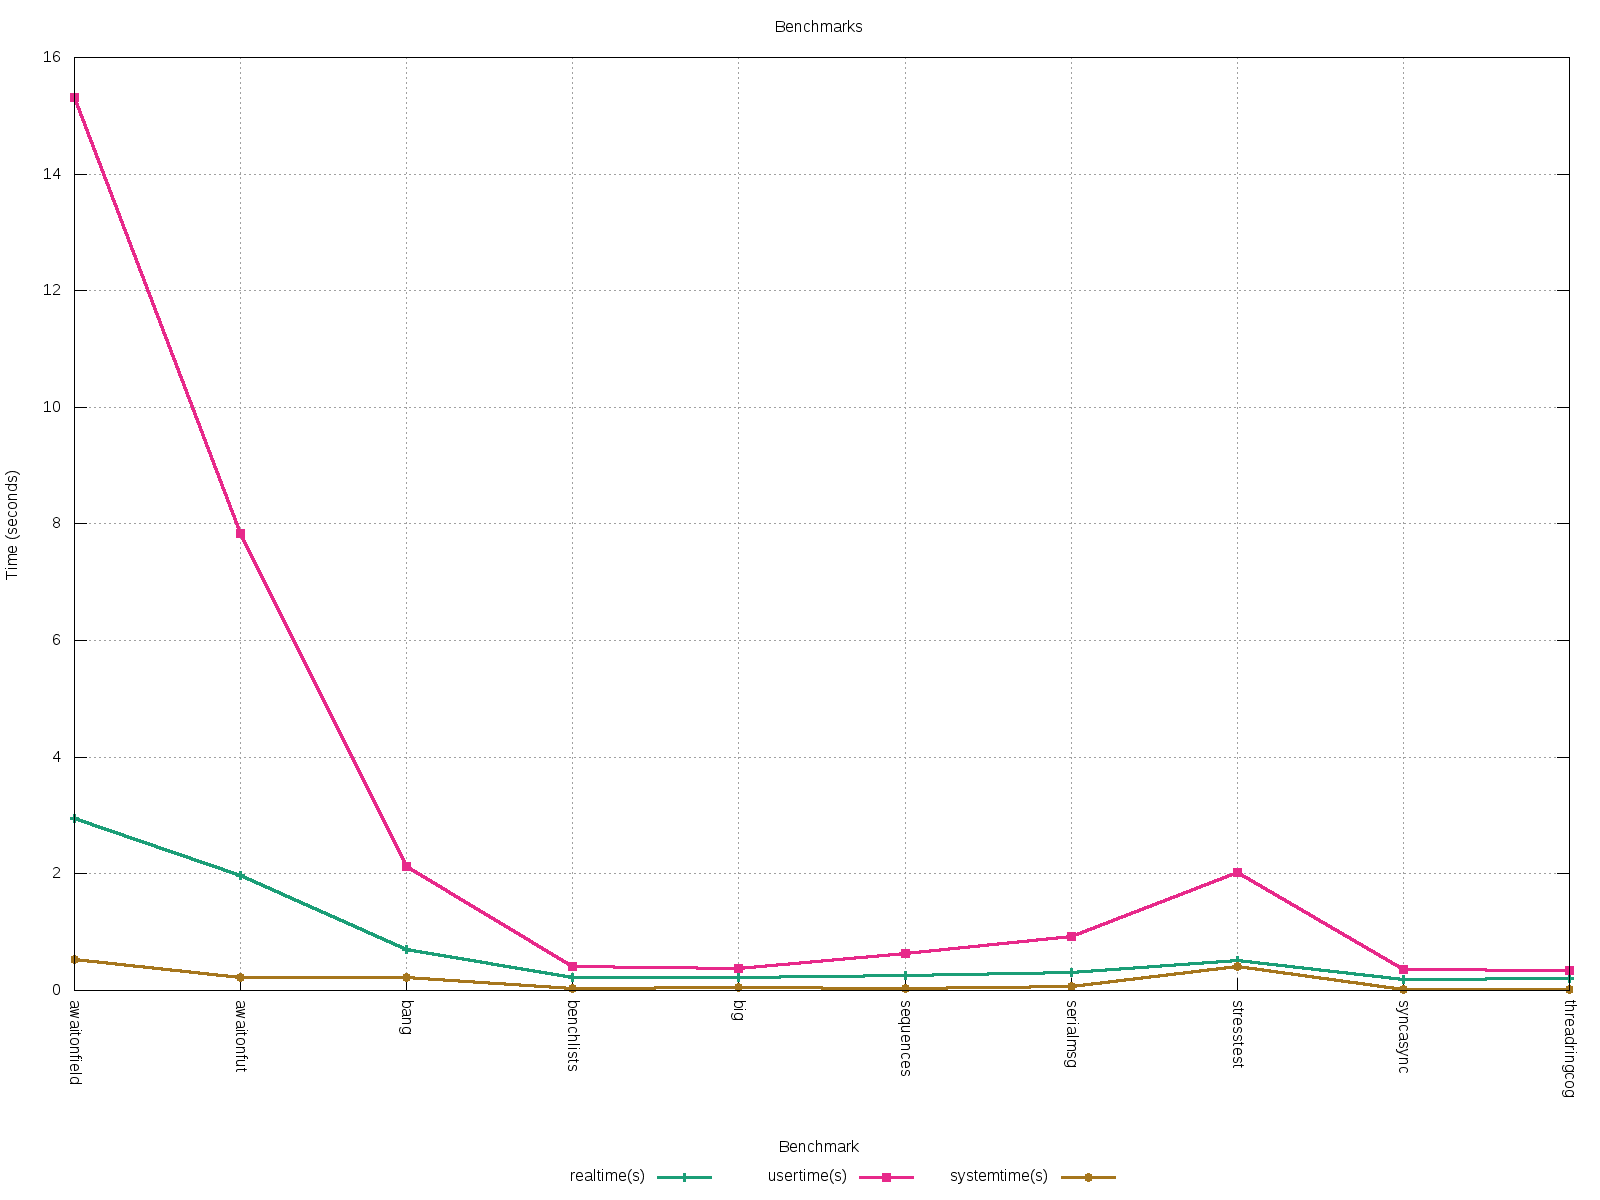 Benchmarks
16
14
12
10
8
6
4
2
0
Time (seconds)
awaitonfield
awaitonfut
bang
benchlists
big
sequences
serialmsg
stresstest
syncasync
threadringcog
Benchmark
realtime(s) usertime(s) systemtime(s)